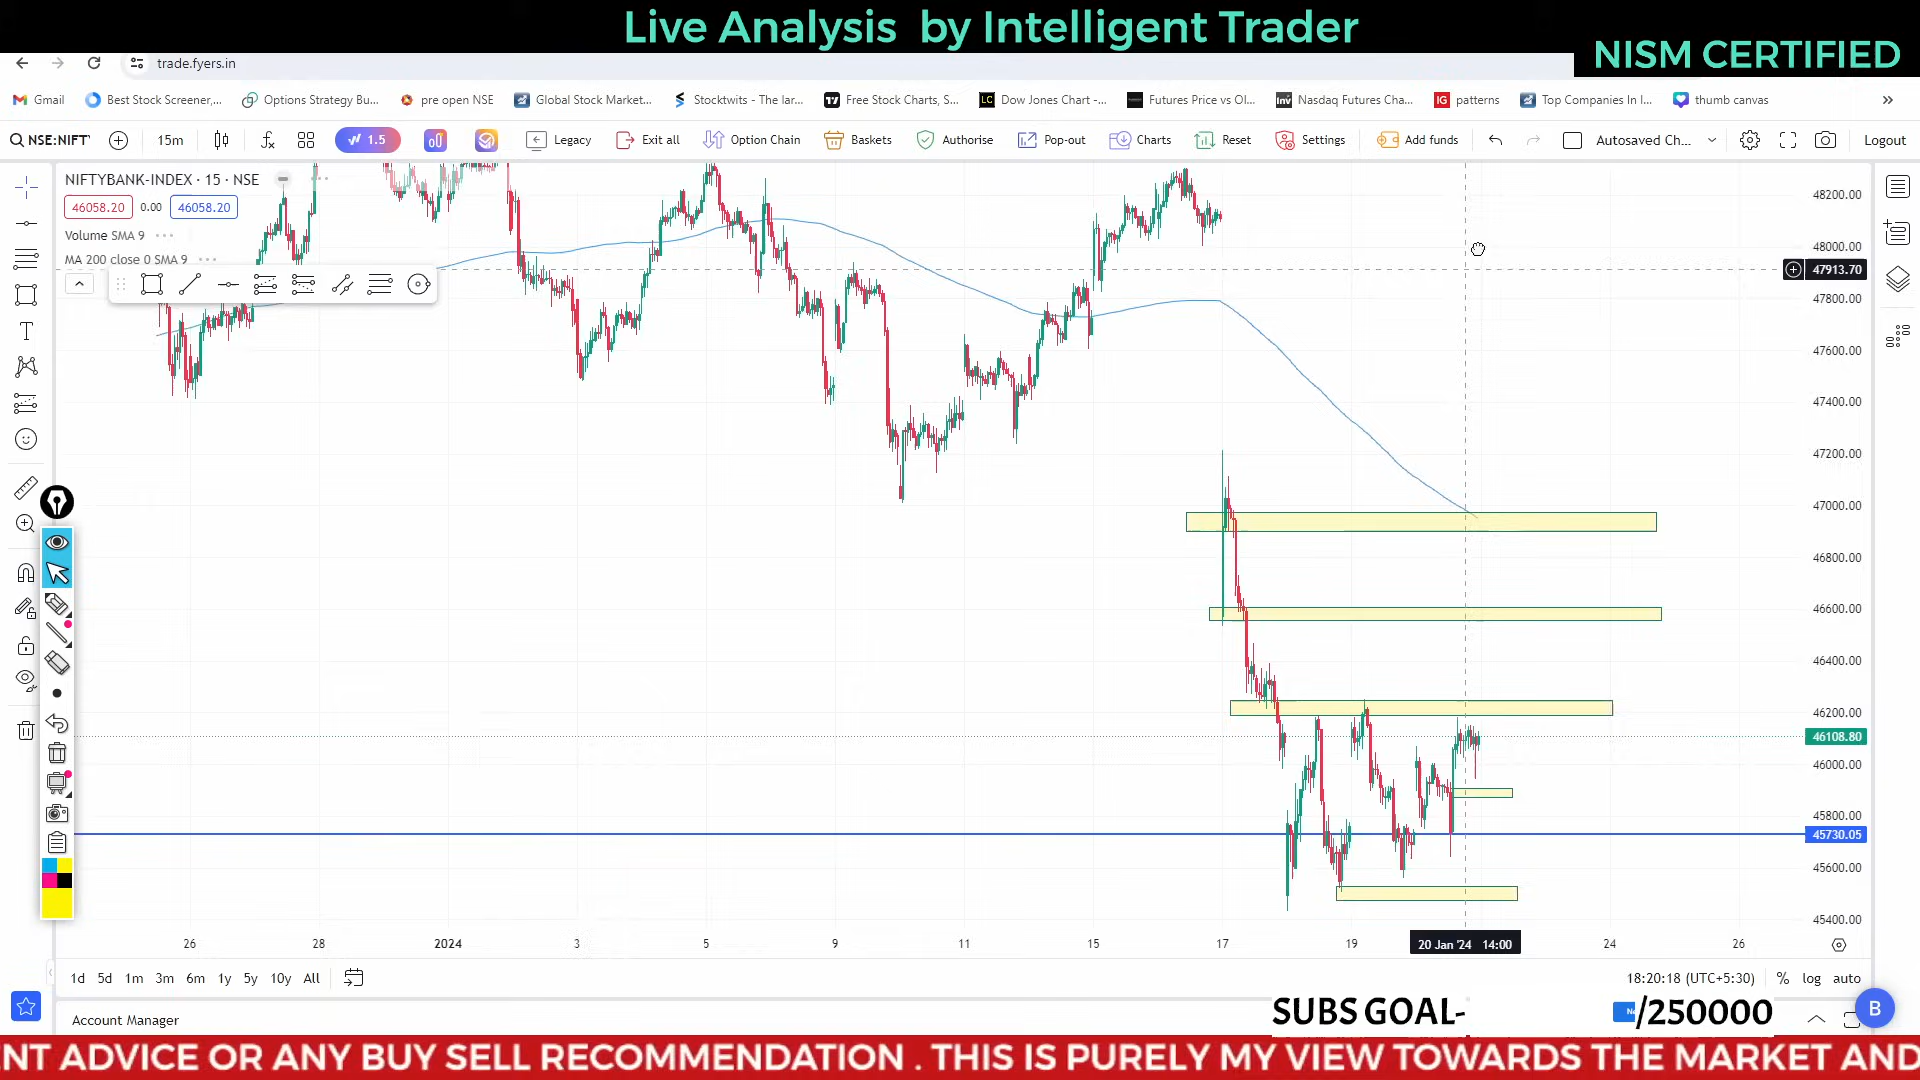 Live Analysis by Intelligent Trader
NISM CERTIFIED
trade.fyers.in
Gmail
Best Stock Screener,...
Options Strategy Bu...
pre open NSE
Global Stock Market...
Stocktwits - The lar...
Free Stock Charts, S...
Dow Jones Chart -...
Futures Price vs OI...
Nasdaq Futures Cha...
patterns
Top Companies In I...
thumb canvas
NSE:NIFTY
15m
1.5
Legacy
Exit all
Option Chain
Baskets
Authorise
Pop-out
Charts
Reset
Settings
Add funds
Autosaved Ch...
Logout
NIFTYBANK-INDEX · 15 · NSE
46058.20 0.00 46058.20
Volume SMA 9
MA 200 close 0 SMA 9
48200.00
48000.00
47913.70
47800.00
47600.00
47400.00
47200.00
47000.00
46800.00
46600.00
46400.00
46200.00
46108.80
46000.00
45800.00
45730.05
45600.00
45400.00
26 28 2024 3 5 9 11 15 17 19 20 Jan '24 14:00 24 26
1d 5d 1m 3m 6m 1y 5y 10y All
18:20:18 (UTC+5:30) % log auto
SUBS GOAL- /250000
B
Account Manager
NT ADVICE OR ANY BUY SELL RECOMMENDATION . THIS IS PURELY MY VIEW TOWARDS THE MARKET AND